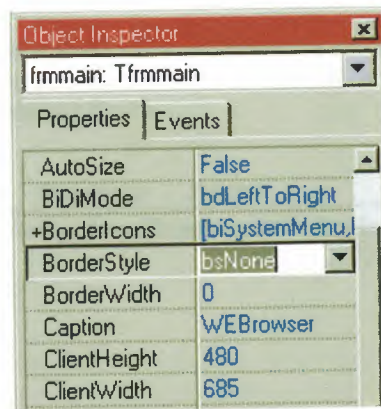 Object Inspector
frmmain: Tfrmmain
Properties Events
AutoSize False
BiDiMode bdLeftToRight
+BorderIcons [biSystemMenu,
BorderStyle bsNone
BorderWidth 0
Caption WEBrowser
ClientHeight 480
ClientWidth 685